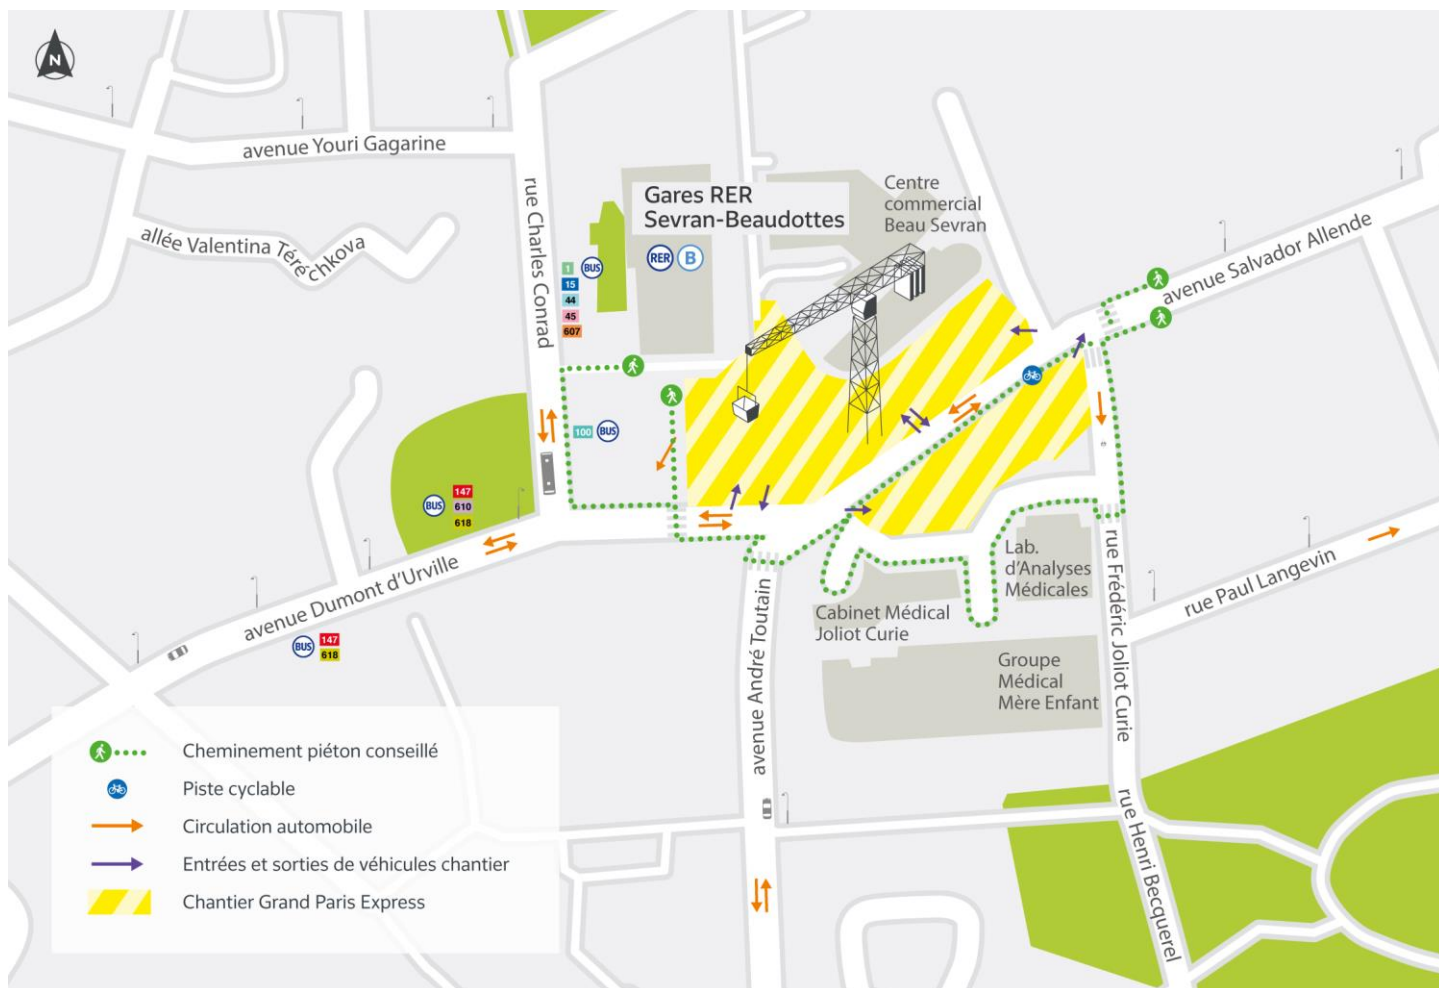 N
avenue Youri Gagarine
allée Valentina Téréchkova
rue Charles Conrad
Gares RER
Sevran-Beaudottes
RER B
Centre
commercial
Beau Sevran
avenue Salvador Allende
1
BUS
15
44
45
607
100 BUS
BUS
147
610
618
avenue Dumont d'Urville
BUS
147
618
avenue André Toutain
Cabinet Médical
Joliot Curie
Lab.
d'Analyses
Médicales
Groupe
Médical
Mère Enfant
rue Frédéric Joliot Curie
rue Paul Langevin
rue Henri Becquerel
Cheminement piéton conseillé
Piste cyclable
Circulation automobile
Entrées et sorties de véhicules chantier
Chantier Grand Paris Express